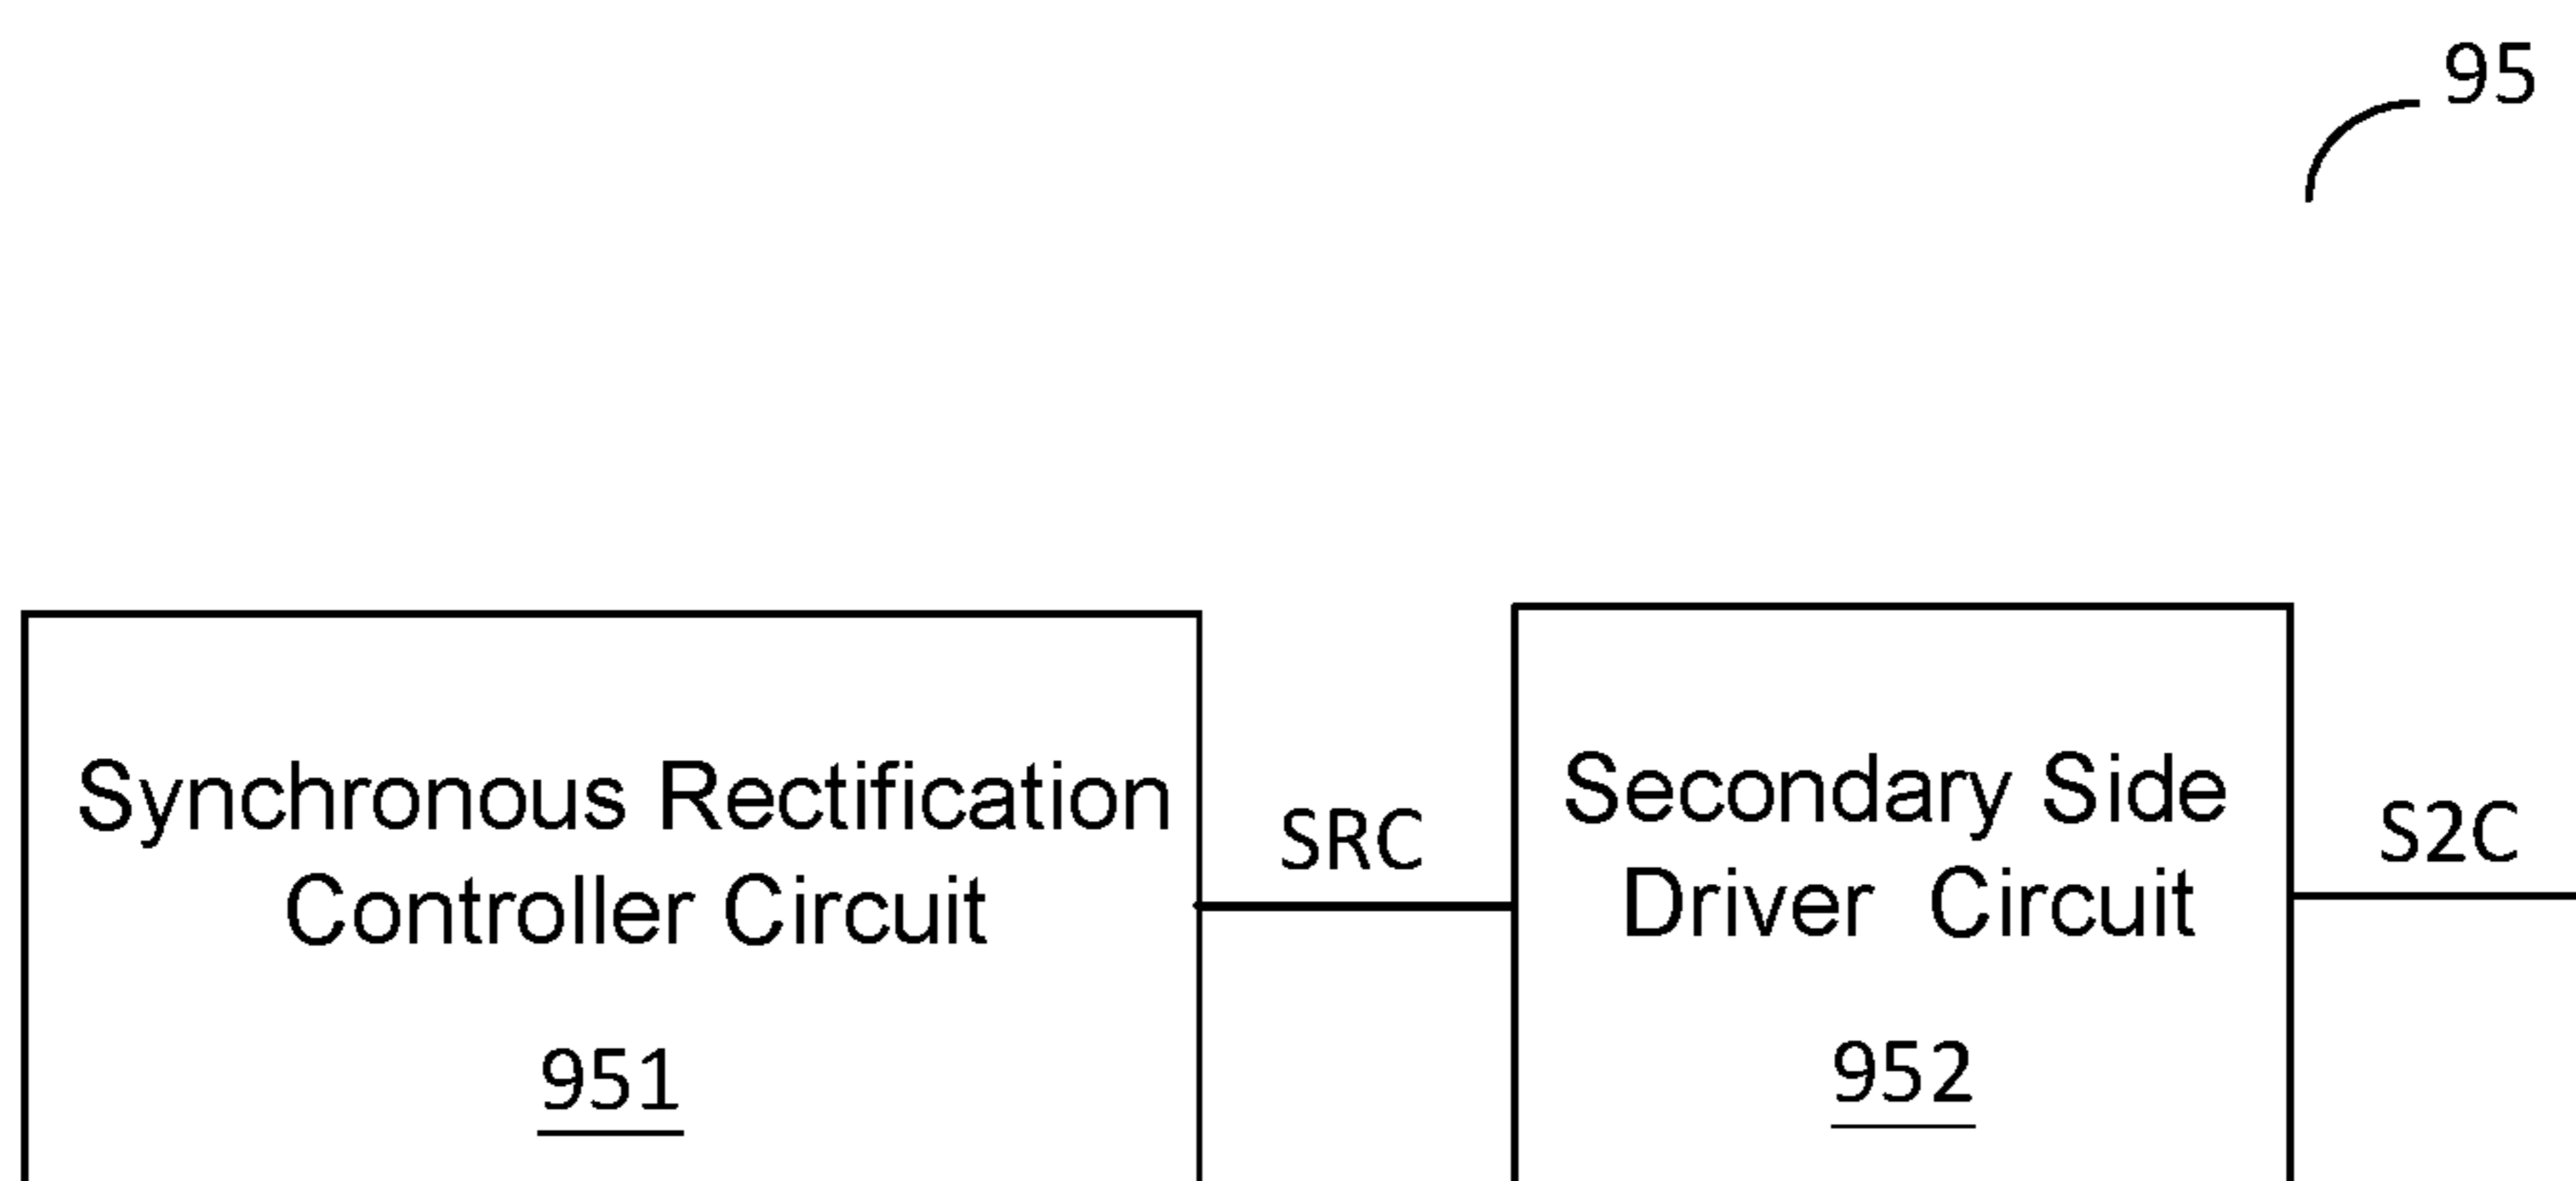 95
Synchronous Rectification
Controller Circuit
951
SRC
Secondary Side
Driver Circuit
952
S2C